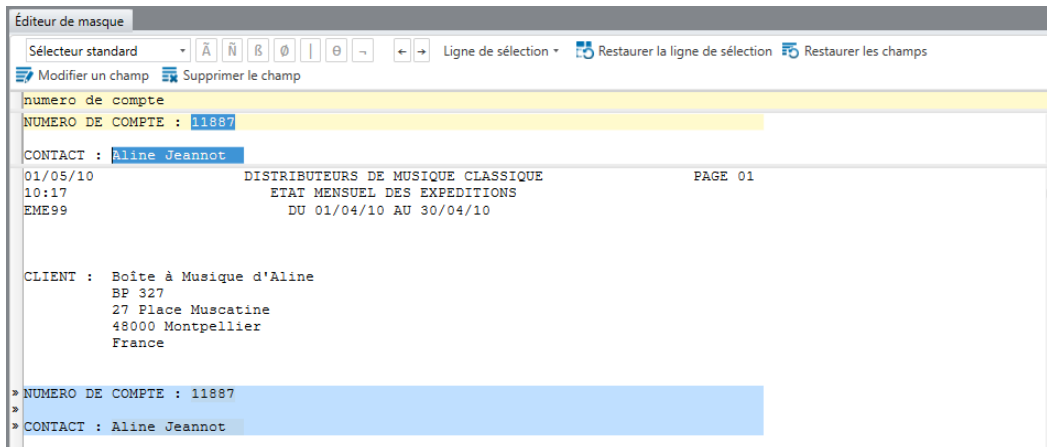 Éditeur de masque
Sélecteur standard Ã Ñ ß Ø | θ ¬ ← → Ligne de sélection Restaurer la ligne de sélection Restaurer les champs
Modifier un champ Supprimer le champ
numero de compte
NUMERO DE COMPTE : 11887
CONTACT : Aline Jeannot
01/05/10 DISTRIBUTEURS DE MUSIQUE CLASSIQUE PAGE 01
10:17 ETAT MENSUEL DES EXPEDITIONS
EME99 DU 01/04/10 AU 30/04/10
CLIENT : Boîte à Musique d'Aline
BP 327
27 Place Muscatine
48000 Montpellier
France
» NUMERO DE COMPTE : 11887
»
» CONTACT : Aline Jeannot